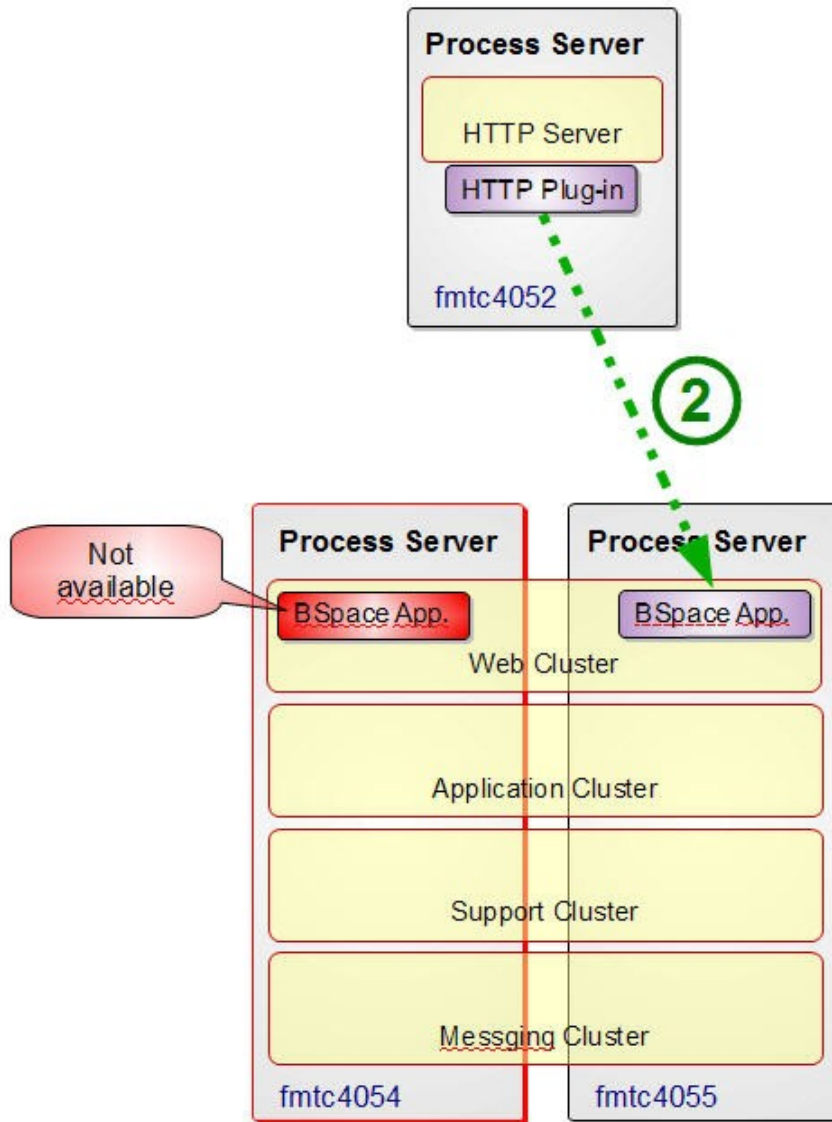 Process Server
HTTP Server
HTTP Plug-in
fmtc4052
2
Not
available
Process Server
Process Server
BSpace App.
BSpace App.
Web Cluster
Application Cluster
Support Cluster
Messging Cluster
fmtc4054
fmtc4055